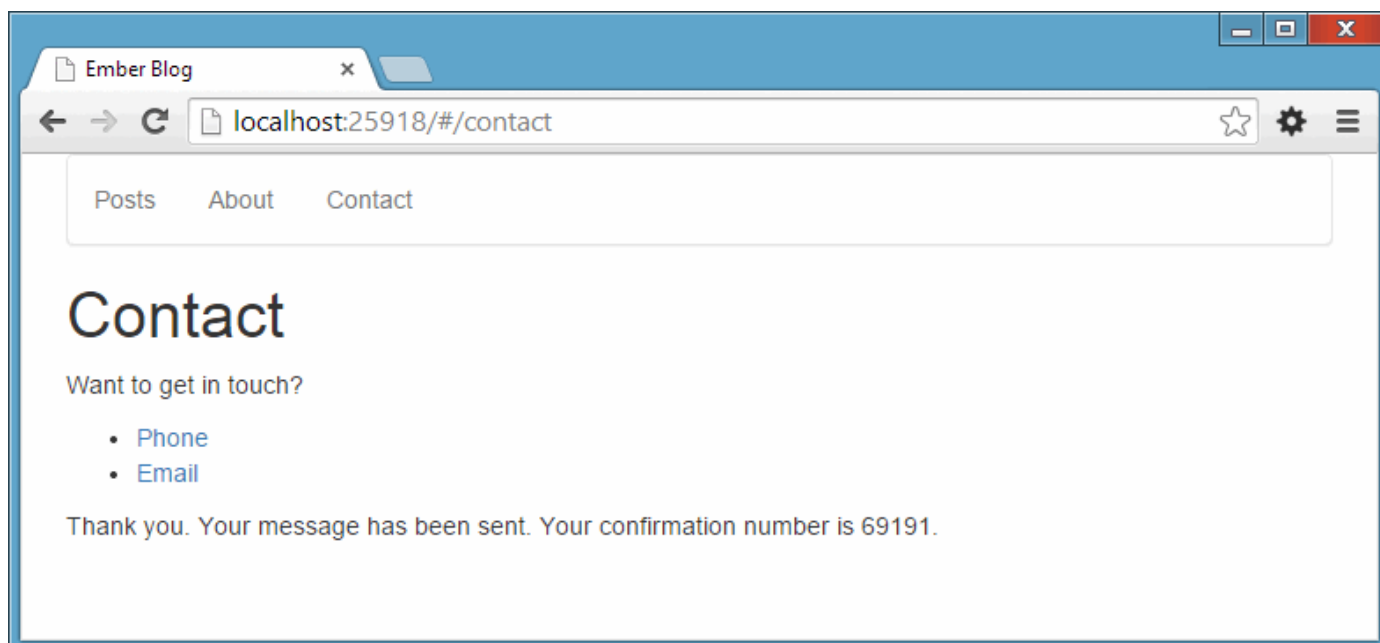 Ember Blog
localhost:25918/#/contact
Posts About Contact
Contact
Want to get in touch?
Phone
Email
Thank you. Your message has been sent. Your confirmation number is 69191.